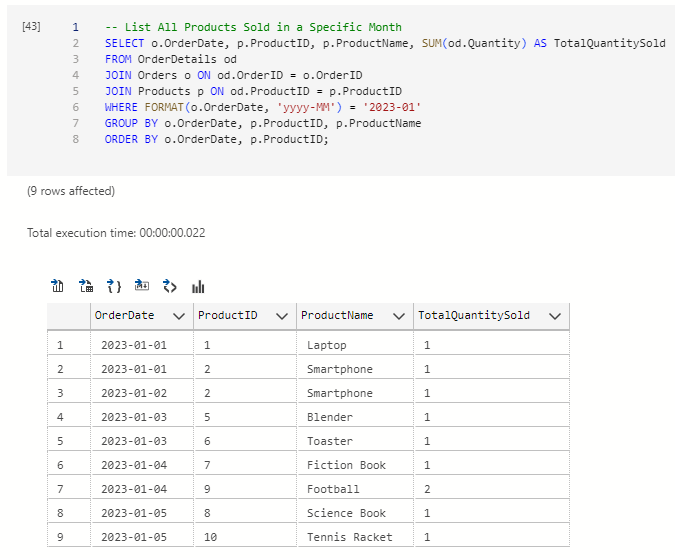 [43]
1 -- List All Products Sold in a Specific Month
2 SELECT o.OrderDate, p.ProductID, p.ProductName, SUM(od.Quantity) AS TotalQuantitySold
3 FROM OrderDetails od
4 JOIN Orders o ON od.OrderID = o.OrderID
5 JOIN Products p ON od.ProductID = p.ProductID
6 WHERE FORMAT(o.OrderDate, 'yyyy-MM') = '2023-01'
7 GROUP BY o.OrderDate, p.ProductID, p.ProductName
8 ORDER BY o.OrderDate, p.ProductID;
(9 rows affected)
Total execution time: 00:00:00.022
OrderDate ProductID ProductName TotalQuantitySold
1 2023-01-01 1 Laptop 1
2 2023-01-01 2 Smartphone 1
3 2023-01-02 2 Smartphone 1
4 2023-01-03 5 Blender 1
5 2023-01-03 6 Toaster 1
6 2023-01-04 7 Fiction Book 1
7 2023-01-04 9 Football 2
8 2023-01-05 8 Science Book 1
9 2023-01-05 10 Tennis Racket 1